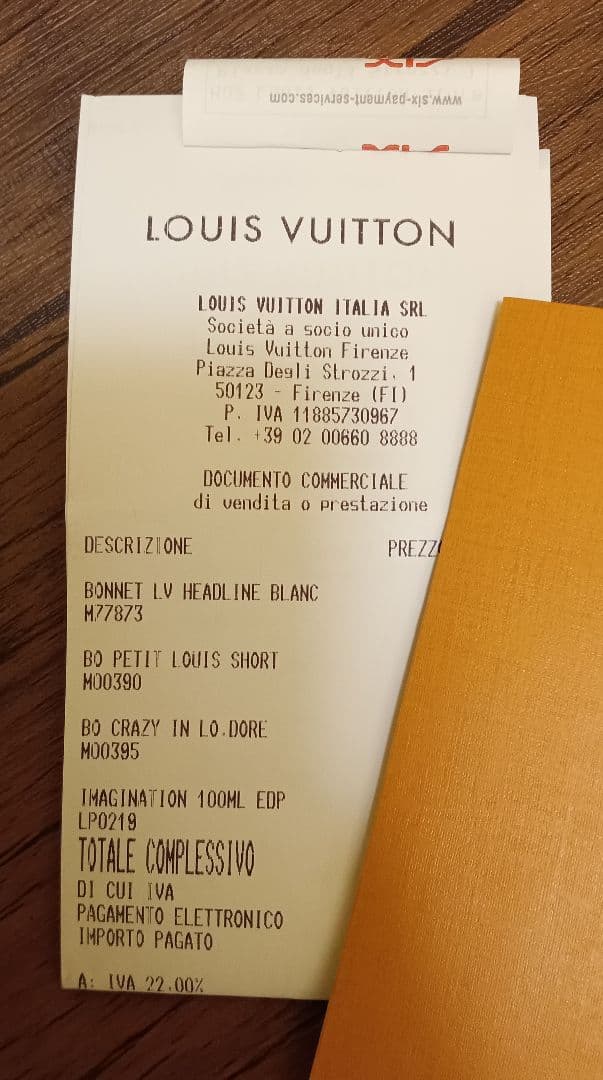 www.six-payment-services.com
LOUIS VUITTON
LOUIS VUITTON ITALIA SRL
Società a socio unico
Louis Vuitton Firenze
Piazza Degli Strozzi, 1
50123 - Firenze (FI)
P. IVA 11885730967
Tel. +39 02 00660 8888
DOCUMENTO COMMERCIALE
di vendita o prestazione
DESCRIZIONE PREZZ
BONNET LV HEADLINE BLANC
M77873
BO PETIT LOUIS SHORT
M00390
BO CRAZY IN LO.DORE
M00395
IMAGINATION 100ML EDP
LP0219
TOTALE COMPLESSIVO
DI CUI IVA
PAGAMENTO ELETTRONICO
IMPORTO PAGATO
A: IVA 22.00%